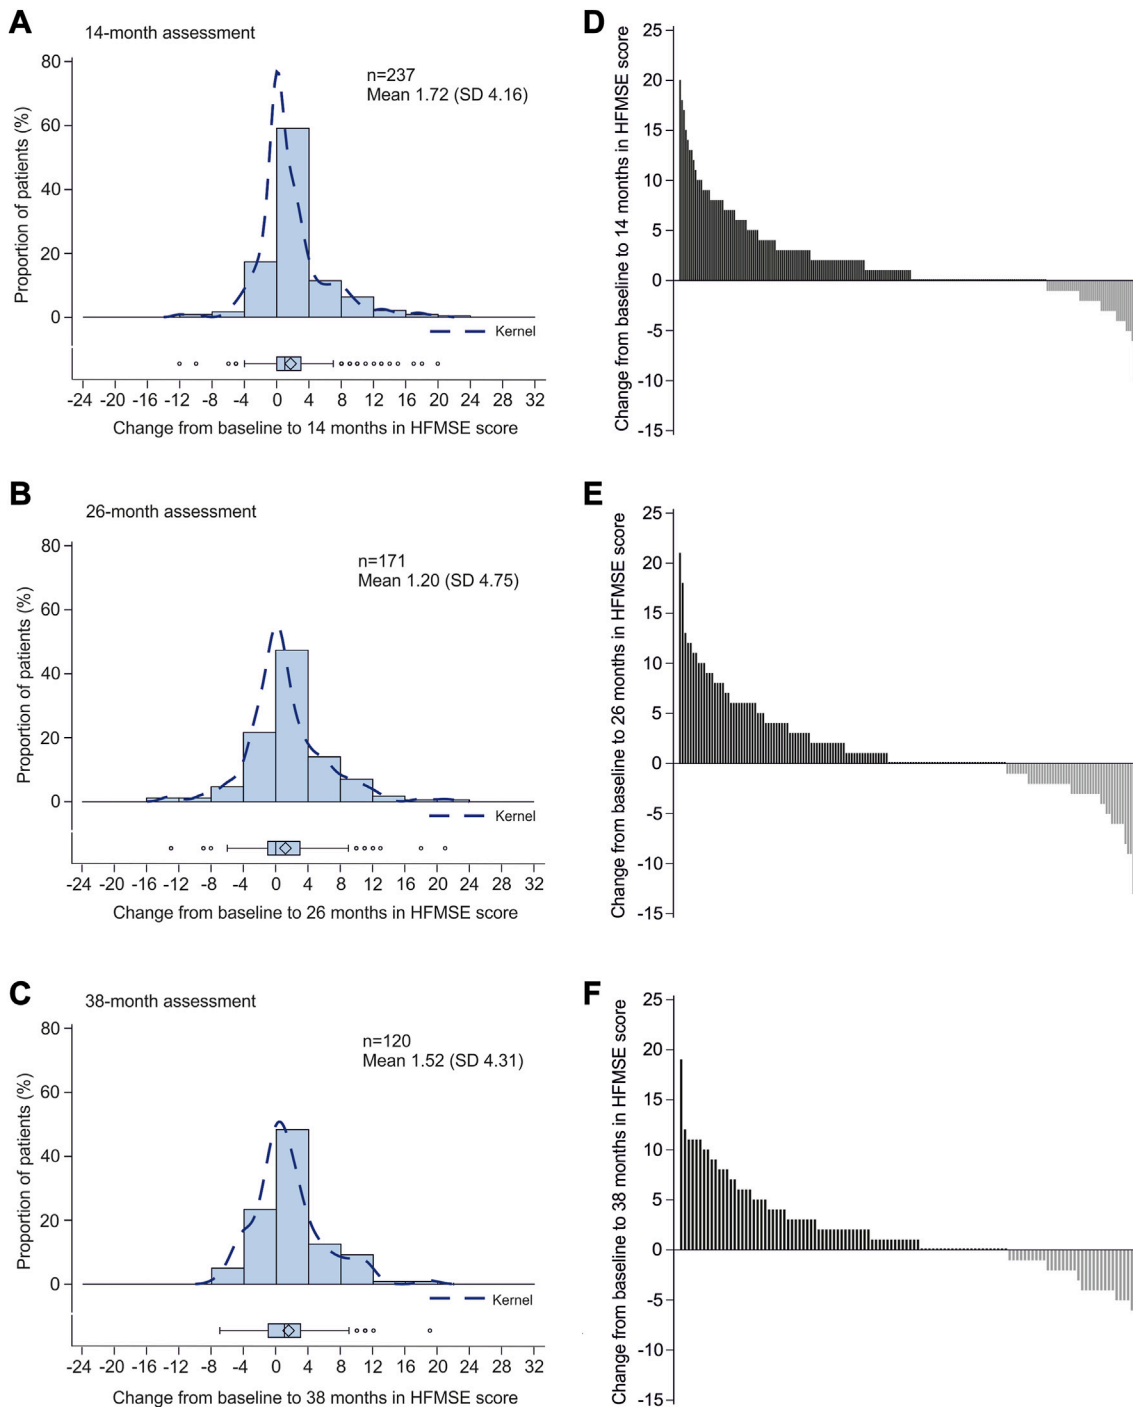 A
14-month assessment
80
60
40
20
0
Proportion of patients (%)
n=237
Mean 1.72 (SD 4.16)
Kernel
-24 -20 -16 -12 -8 -4 0 4 8 12 16 20 24 28 32
Change from baseline to 14 months in HFMSE score
D
25
20
15
10
5
0
-5
-10
-15
Change from baseline to 14 months in HFMSE score
B
26-month assessment
80
60
40
20
0
Proportion of patients (%)
n=171
Mean 1.20 (SD 4.75)
Kernel
-24 -20 -16 -12 -8 -4 0 4 8 12 16 20 24 28 32
Change from baseline to 26 months in HFMSE score
E
25
20
15
10
5
0
-5
-10
-15
Change from baseline to 26 months in HFMSE score
C
38-month assessment
80
60
40
20
0
Proportion of patients (%)
n=120
Mean 1.52 (SD 4.31)
Kernel
-24 -20 -16 -12 -8 -4 0 4 8 12 16 20 24 28 32
Change from baseline to 38 months in HFMSE score
F
25
20
15
10
5
0
-5
-10
-15
Change from baseline to 38 months in HFMSE score